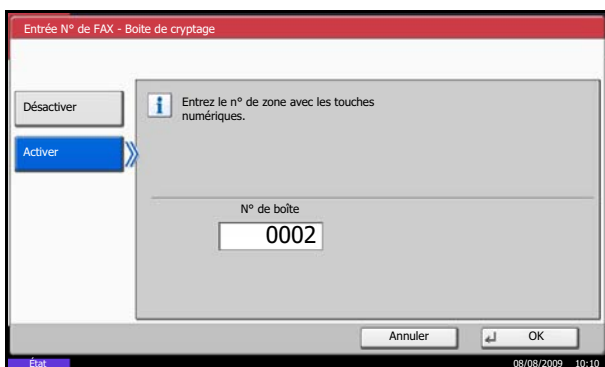 Entrée N° de FAX - Boite de cryptage
Désactiver
Activer
Entrez le n° de zone avec les touches
numériques.
N° de boîte
0002
Annuler
OK
État
08/08/2009 10:10